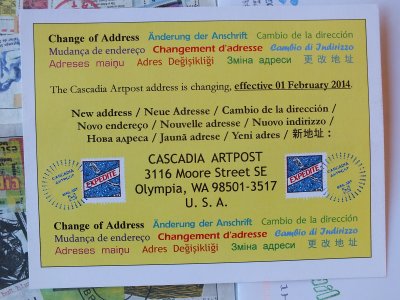 Change of Address Änderung der Anschrift Cambio de la dirección
Mudança de endereço Changement d'adresse Cambio di Indirizzo
Adreses maiņu Adres Değişikliği Зміна адреси 更改地址
The Cascadia Artpost address is changing, effective 01 February 2014.
New address / Neue Adresse / Cambio de la dirección /
Novo endereço / Nouvelle adresse / Nuovo indirizzo /
Нова адреса / Jaunā adrese / Yeni adres / 新地址:
CASCADIA ARTPOST
3116 Moore Street SE
Olympia, WA 98501-3517
U. S. A.
EXPEDITE
EXPEDITE
Change of Address Änderung der Anschrift Cambio de la dirección
Mudança de endereço Changement d'adresse Cambio di Indirizzo
Adreses maiņu Adres Değişikliği Зміна адреси 更改地址